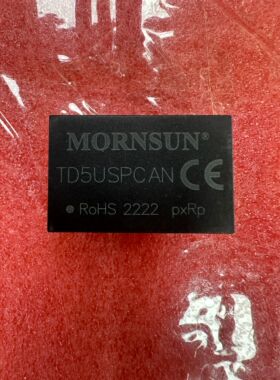 MORNSUN®
TD5USPCAN CE
RoHS 2222 pxRp